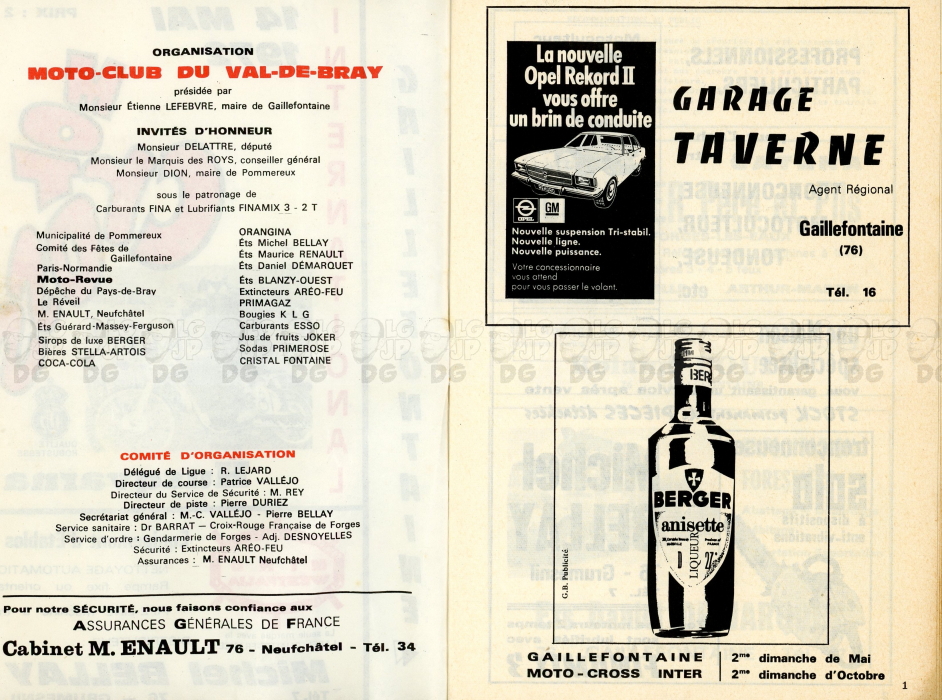 ORGANISATION
MOTO-CLUB DU VAL-DE-BRAY
présidée par
Monsieur Étienne LEFEBVRE, maire de Gaillefontaine
INVITÉS D'HONNEUR
Monsieur DELATTRE, député
Monsieur le Marquis des ROYS, conseiller général
Monsieur DION, maire de Pommereux
sous le patronage de
Carburants FINA et Lubrifiants FINAMIX 3 - 2 T
Municipalité de Pommereux
Comité des Fêtes de
Gaillefontaine
Paris-Normandie
Moto-Revue
Dépêche du Pays-de-Bray
Le Réveil
M. ENAULT, Neufchâtel
Éts Guérard-Massey-Ferguson
Sirops de luxe BERGER
Bières STELLA-ARTOIS
COCA-COLA
ORANGINA
Éts Michel BELLAY
Éts Maurice RENAULT
Éts Daniel DÉMARQUET
Éts BLANZY-OUEST
Extincteurs ARÉO-FEU
PRIMAGAZ
Bougies K L G
Carburants ESSO
Jus de fruits JOKER
Sodas PRIMEROSE
CRISTAL FONTAINE
COMITÉ D'ORGANISATION
Délégué de Ligue : R. LEJARD
Directeur de course : Patrice VALLÉJO
Directeur du Service de Sécurité : M. REY
Directeur de piste : Pierre DURIEZ
Secrétariat général : M.-C. VALLÉJO - Pierre BELLAY
Service sanitaire : Dr BARRAT — Croix-Rouge Française de Forges
Service d'ordre : Gendarmerie de Forges - Adj. DESNOYELLES
Sécurité : Extincteurs ARÉO-FEU
Assurances : M. ENAULT Neufchâtel
Pour notre SÉCURITÉ, nous faisons confiance aux
ASSURANCES GÉNÉRALES DE FRANCE
Cabinet M. ENAULT 76 - Neufchâtel - Tél. 34
La nouvelle
Opel Rekord II
vous offre
un brin de conduite
OPEL
GM
Nouvelle suspension Tri-stabil.
Nouvelle ligne.
Nouvelle puissance.
Votre concessionnaire
vous attend
pour vous passer le volant.
GARAGE
TAVERNE
Agent Régional
Gaillefontaine
(76)
Tél. 16
BER
BERGER
anisette
LIQUEUR
27°
G.B. Publicité
GAILLEFONTAINE
MOTO-CROSS INTER
2me dimanche de Mai
2me dimanche d'Octobre
1